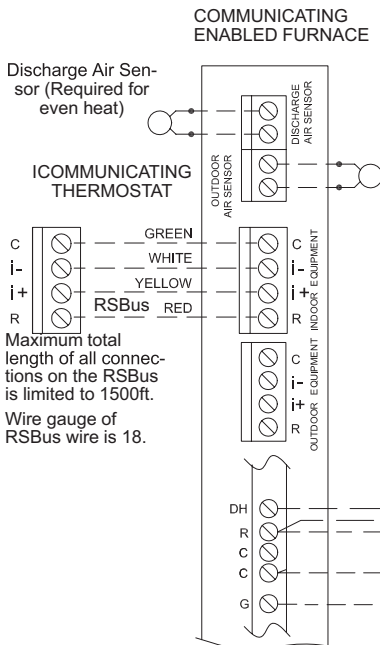 COMMUNICATING
ENABLED FURNACE
Discharge Air Sen-
sor (Required for
even heat)
DISCHARGE
AIR SENSOR
OUTDOOR
AIR SENSOR
ICOMMUNICATING
THERMOSTAT
C
i-
i+
R
GREEN
WHITE
YELLOW
RSBus RED
C
i-
i+
R
INDOOR EQUIPMENT
Maximum total
length of all connec-
tions on the RSBus
is limited to 1500ft.
Wire gauge of
RSBus wire is 18.
C
i-
i+
R
OUTDOOR EQUIPMENT
DH
R
C
C
G